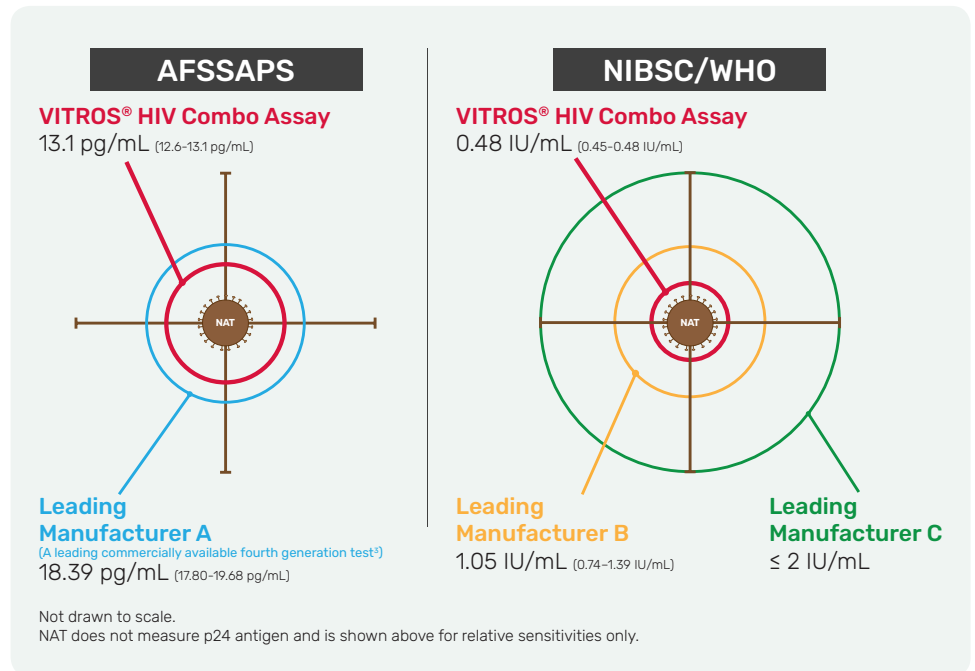 AFSSAPS
VITROS® HIV Combo Assay
13.1 pg/mL (12.6-13.1 pg/mL)
NAT
Leading
Manufacturer A
(A leading commercially available fourth generation test³)
18.39 pg/mL (17.80-19.68 pg/mL)
NIBSC/WHO
VITROS® HIV Combo Assay
0.48 IU/mL (0.45-0.48 IU/mL)
NAT
Leading
Manufacturer B
1.05 IU/mL (0.74–1.39 IU/mL)
Leading
Manufacturer C
≤ 2 IU/mL
Not drawn to scale.
NAT does not measure p24 antigen and is shown above for relative sensitivities only.